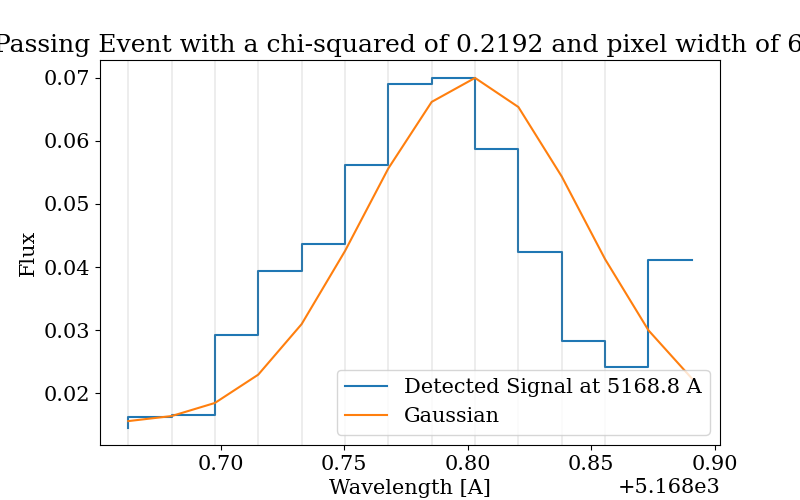 Passing Event with a chi-squared of 0.2192 and pixel width of 6
0.07
0.06
0.05
0.04
0.03
0.02
Flux
Detected Signal at 5168.8 A
Gaussian
0.70 0.75 0.80 0.85 0.90
Wavelength [A]
+5.168e3